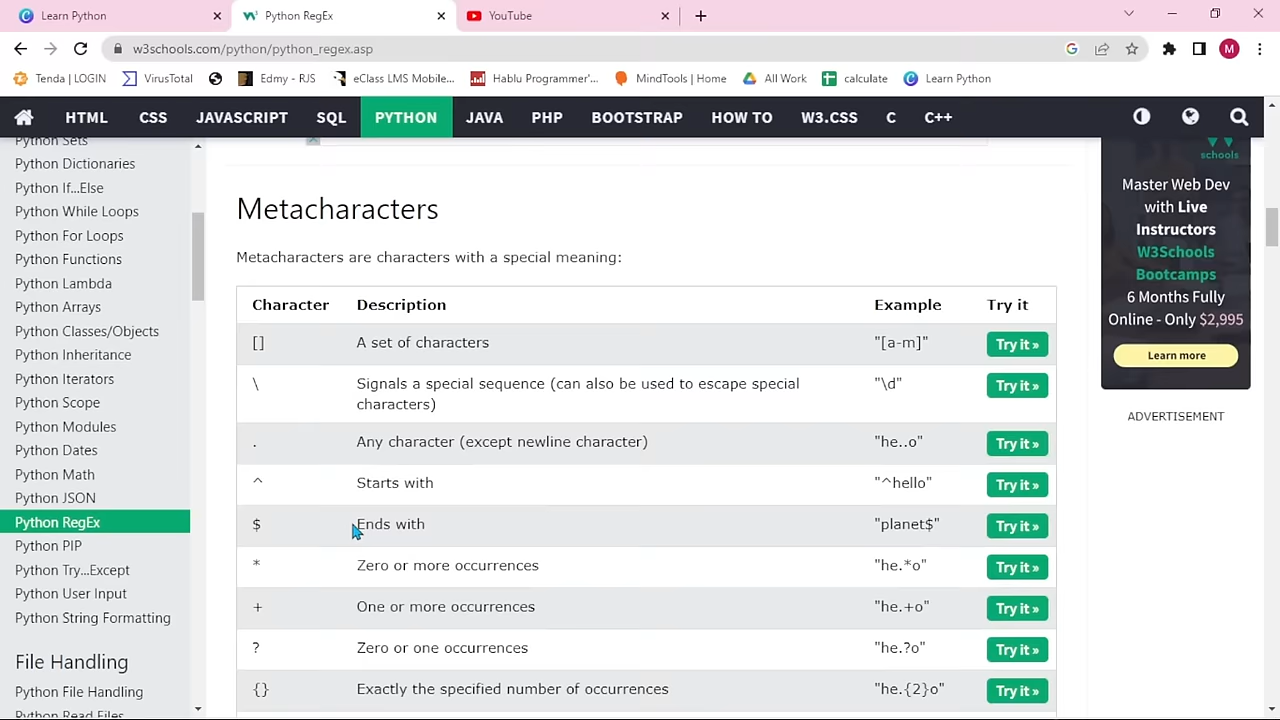 Learn Python
Python RegEx
YouTube
w3schools.com/python/python_regex.asp
M
Tenda | LOGIN
VirusTotal
Edmy - RJS
eClass LMS Mobile...
Hablu Programmer'...
MindTools | Home
All Work
calculate
Learn Python
HTML
CSS
JAVASCRIPT
SQL
PYTHON
JAVA
PHP
BOOTSTRAP
HOW TO
W3.CSS
C
C++
Python Sets
Python Dictionaries
Python If...Else
Python While Loops
Python For Loops
Python Functions
Python Lambda
Python Arrays
Python Classes/Objects
Python Inheritance
Python Iterators
Python Scope
Python Modules
Python Dates
Python Math
Python JSON
Python RegEx
Python PIP
Python Try...Except
Python User Input
Python String Formatting
File Handling
Python File Handling
Python Read Files
Metacharacters
Metacharacters are characters with a special meaning:
Character Description Example Try it
[] A set of characters "[a-m]" Try it »
\ Signals a special sequence (can also be used to escape special "\d" Try it »
characters)
. Any character (except newline character) "he..o" Try it »
^ Starts with "^hello" Try it »
$ Ends with "planet$" Try it »
* Zero or more occurrences "he.*o" Try it »
+ One or more occurrences "he.+o" Try it »
? Zero or one occurrences "he.?o" Try it »
{} Exactly the specified number of occurrences "he.{2}o" Try it »
schools
Master Web Dev
with Live
Instructors
W3Schools
Bootcamps
6 Months Fully
Online - Only $2,995
Learn more
ADVERTISEMENT